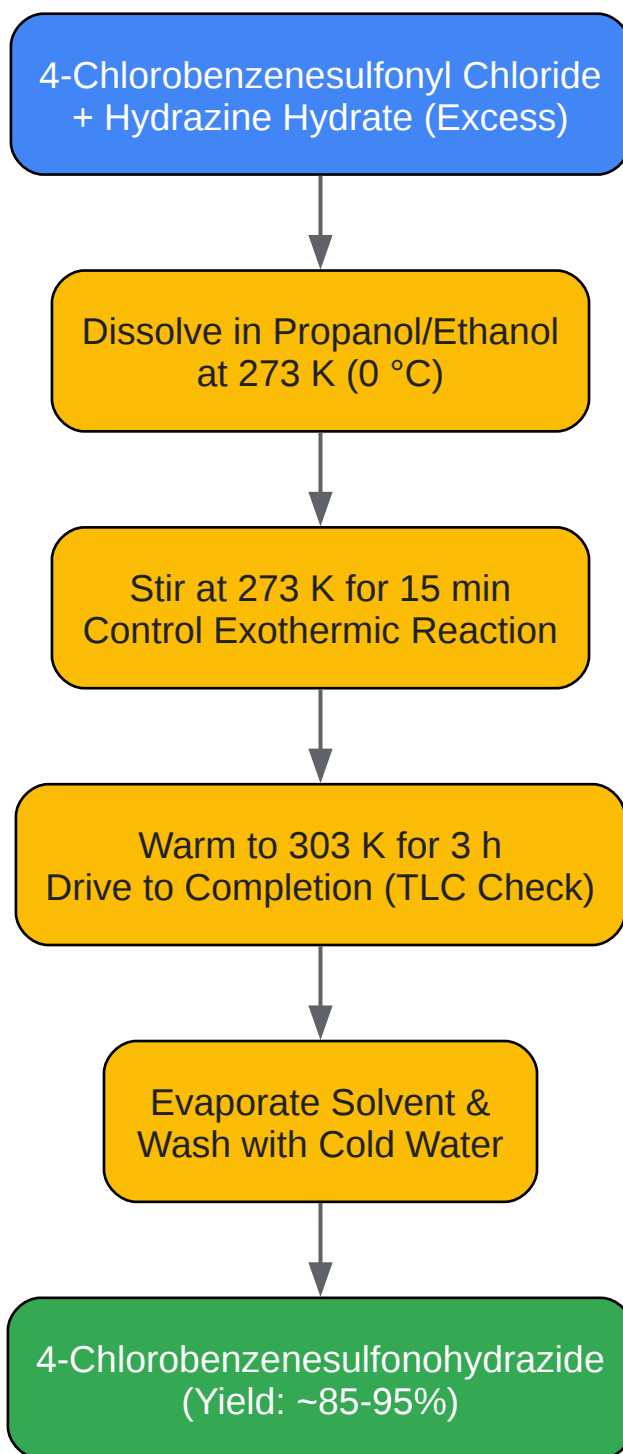 4-Chlorobenzenesulfonyl Chloride
+ Hydrazine Hydrate (Excess)
Dissolve in Propanol/Ethanol
at 273 K (0 °C)
Stir at 273 K for 15 min
Control Exothermic Reaction
Warm to 303 K for 3 h
Drive to Completion (TLC Check)
Evaporate Solvent &
Wash with Cold Water
4-Chlorobenzenesulfonohydrazide
(Yield: ~85-95%)